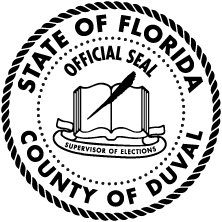 STATE OF FLORIDA
OFFICIAL SEAL
SUPERVISOR OF ELECTIONS
COUNTY OF DUVAL